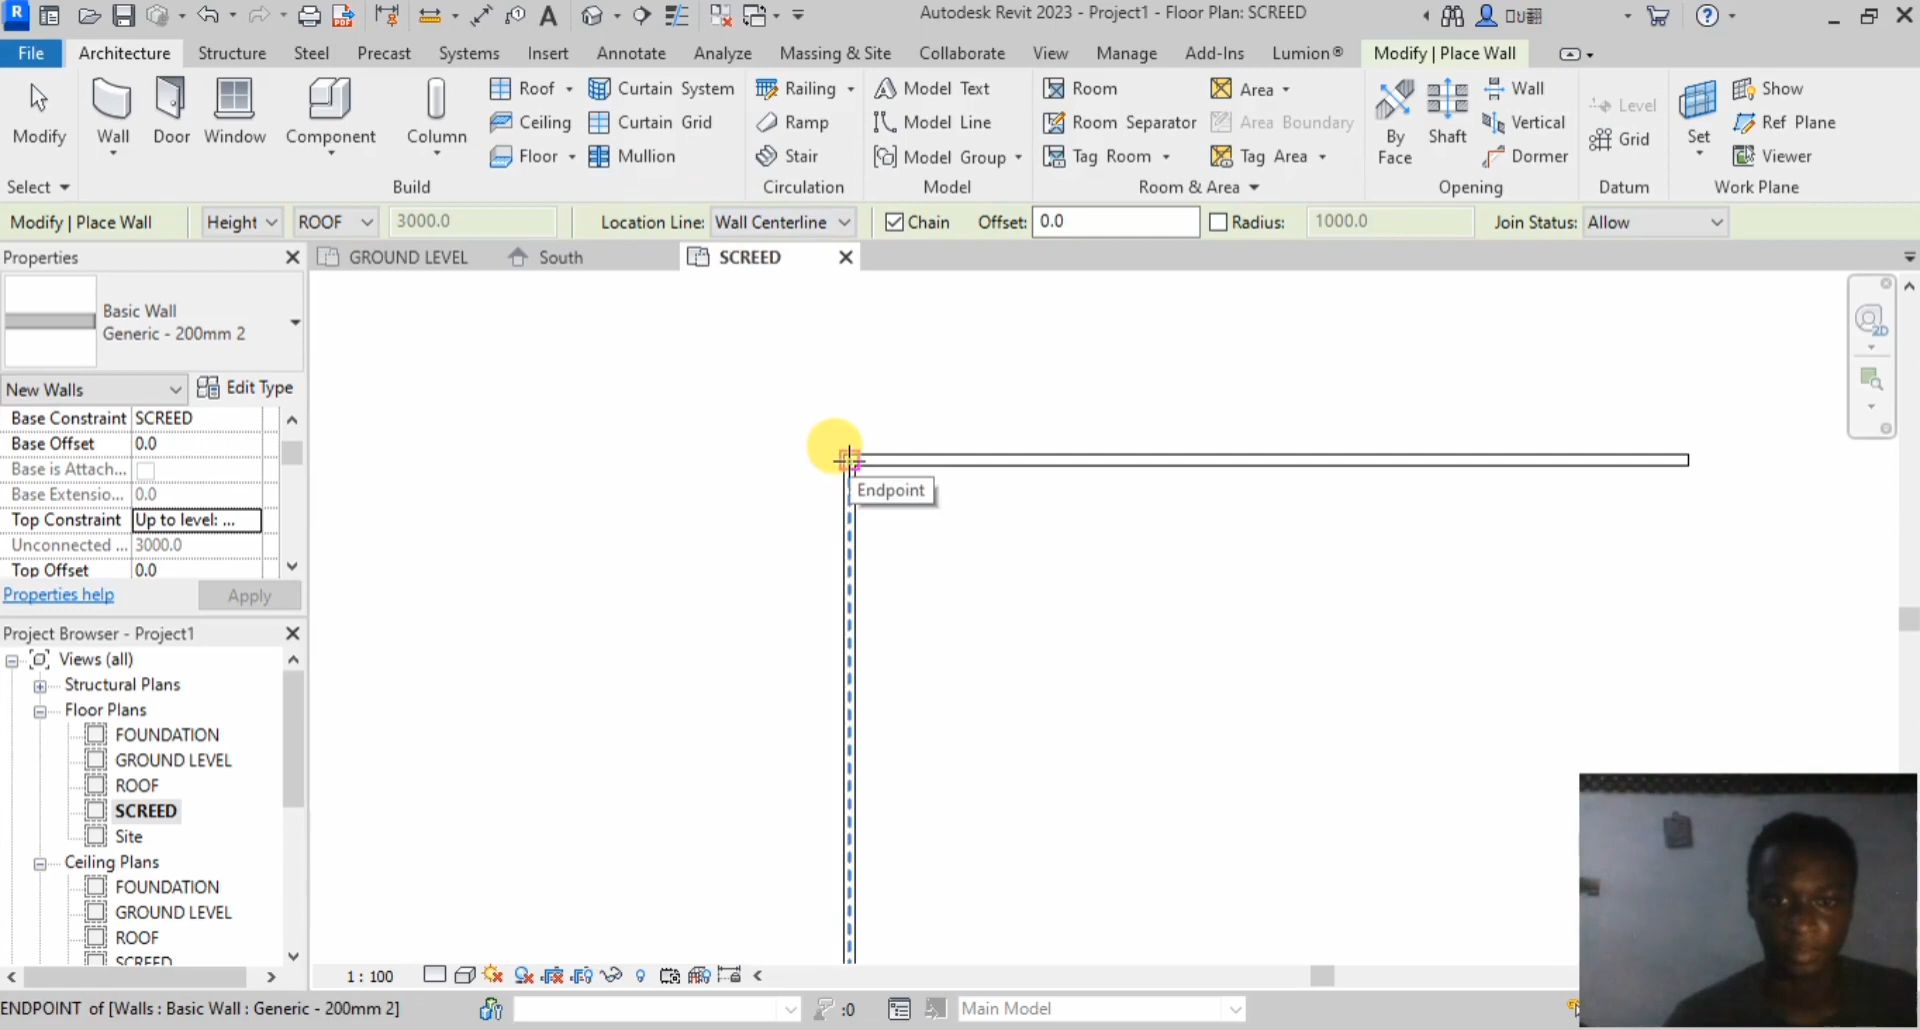 R
Autodesk Revit 2023 - Project1 - Floor Plan: SCREED
File Architecture Structure Steel Precast Systems Insert Annotate Analyze Massing & Site Collaborate View Manage Add-Ins Lumion® Modify | Place Wall
Modify
Wall
Door
Window
Component
Column
Roof
Ceiling
Floor
Curtain System
Curtain Grid
Mullion
Railing
Ramp
Stair
Model Text
Model Line
Model Group
Room
Room Separator
Tag Room
Area
Area Boundary
Tag Area
By
Face
Shaft
Wall
Vertical
Dormer
Level
Grid
Set
Show
Ref Plane
Viewer
Select Build Circulation Model Room & Area Opening Datum Work Plane
Modify | Place Wall Height ROOF 3000.0 Location Line: Wall Centerline Chain Offset: 0.0 Radius: 1000.0 Join Status: Allow
Properties
GROUND LEVEL South SCREED
Basic Wall
Generic - 200mm 2
New Walls Edit Type
Base Constraint SCREED
Base Offset 0.0
Base is Attach...
Base Extensio... 0.0
Top Constraint Up to level: ...
Unconnected ... 3000.0
Top Offset 0.0
Properties help Apply
Project Browser - Project1
Views (all)
Structural Plans
Floor Plans
FOUNDATION
GROUND LEVEL
ROOF
SCREED
Site
Ceiling Plans
FOUNDATION
GROUND LEVEL
ROOF
SCREED
Endpoint
2D
1 : 100
ENDPOINT of [Walls : Basic Wall : Generic - 200mm 2]
:0
Main Model